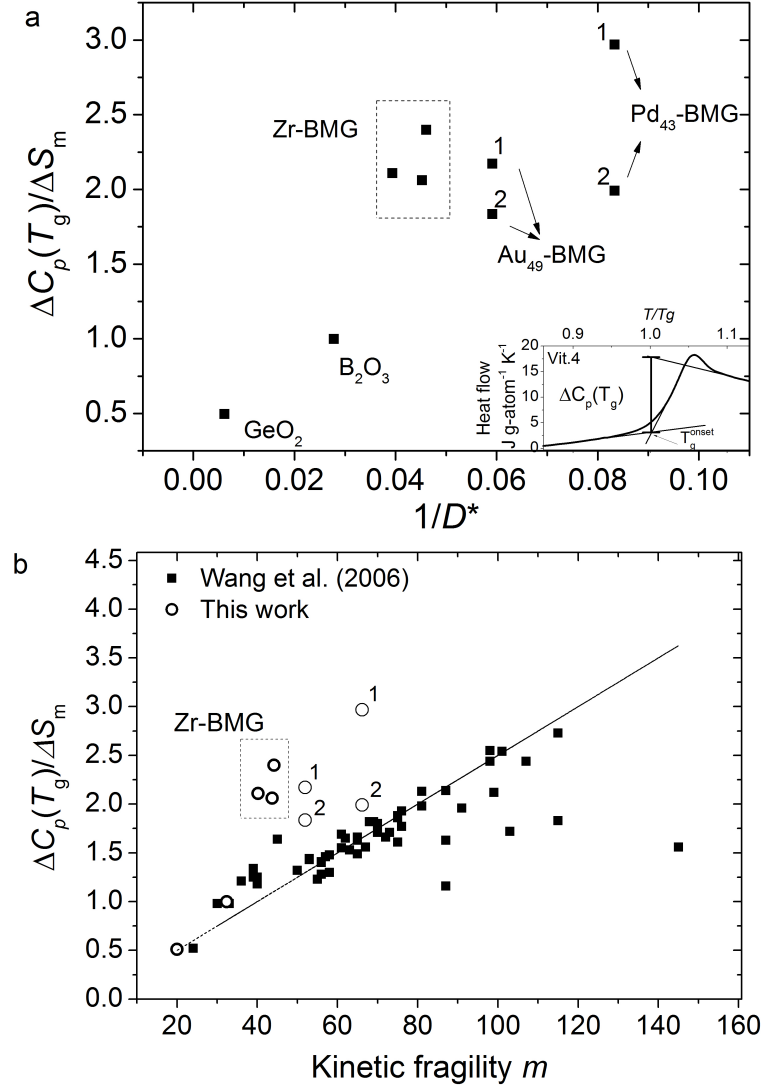 a
ΔC_p(T_g)/ΔS_m
3.0
2.5
2.0
1.5
1.0
0.5
Zr-BMG
1
2
Au₄₉-BMG
1
2
Pd₄₃-BMG
B₂O₃
GeO₂
T/Tg
0.9 1.0 1.1
Heat flow
J g-atom⁻¹ K⁻¹
20
15
10
5
0
Vit.4
ΔC_p(T_g)
T_g^onset
0.00 0.02 0.04 0.06 0.08 0.10
1/D*
b
ΔC_p(T_g)/ΔS_m
4.5
4.0
3.5
3.0
2.5
2.0
1.5
1.0
0.5
0.0
Wang et al. (2006)
This work
Zr-BMG
1
2
1
2
20 40 60 80 100 120 140 160
Kinetic fragility m